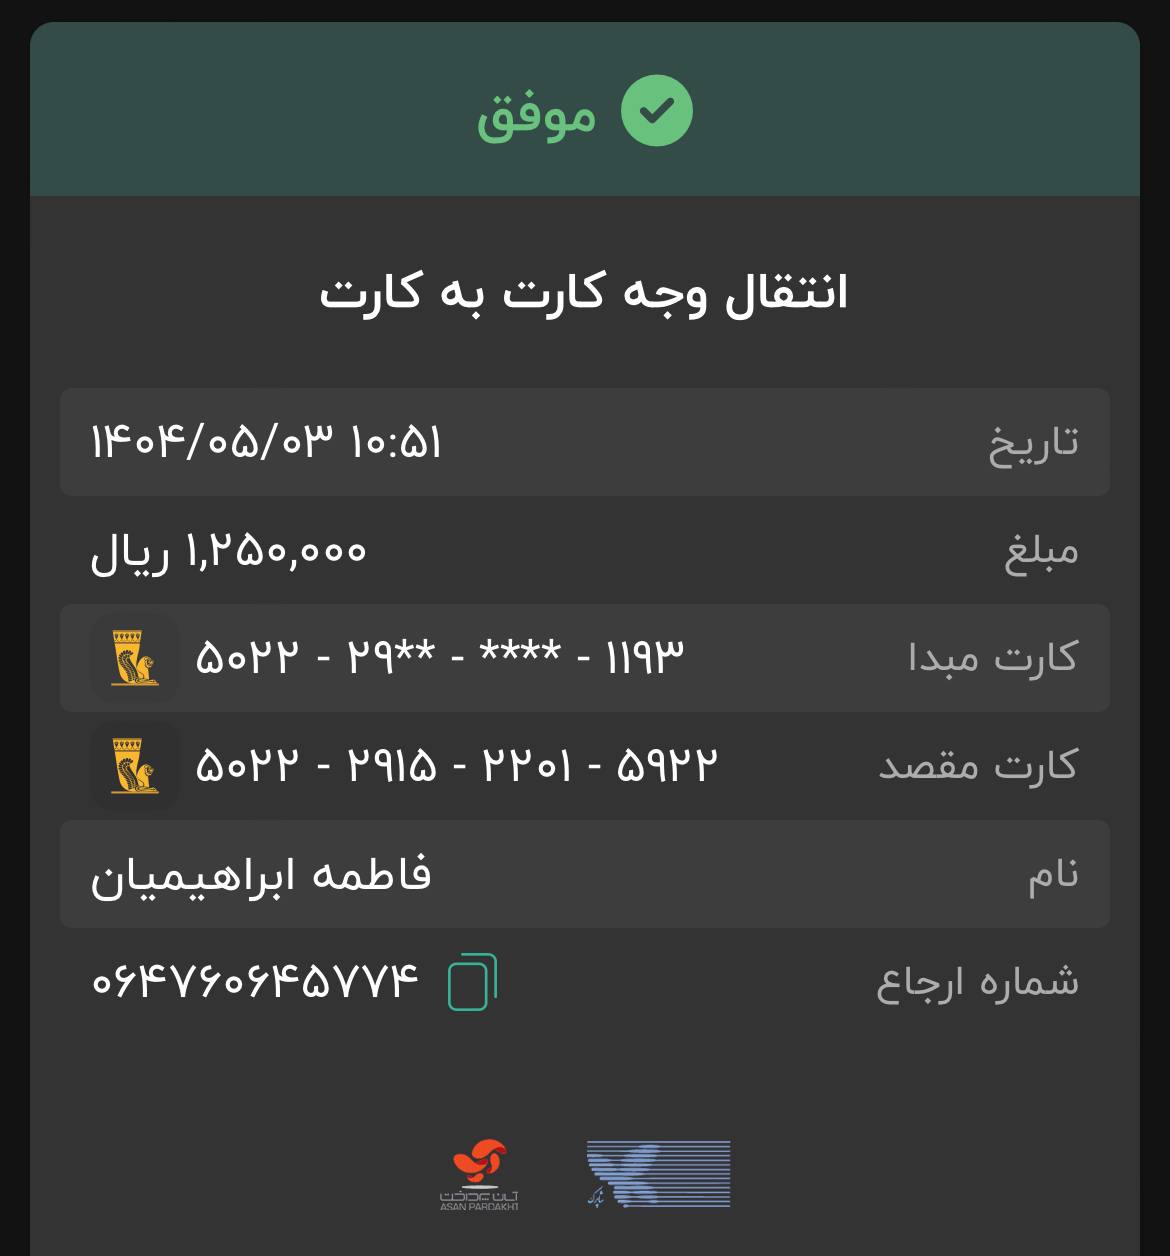 موفق
انتقال وجه کارت به کارت
تاریخ ۱۴۰۴/۰۵/۰۳ ۱۰:۵۱
مبلغ ۱,۲۵۰,۰۰۰ ریال
کارت مبدا ۵۰۲۲ - ۲۹** - **** - ۱۱۹۳
کارت مقصد ۵۰۲۲ - ۲۹۱۵ - ۲۲۰۱ - ۵۹۲۲
نام فاطمه ابراهیمیان
شماره ارجاع ۰۶۴۷۶۰۶۴۵۷۷۴
شاپرک
آسان پرداخت
ASAN PARDAKHT